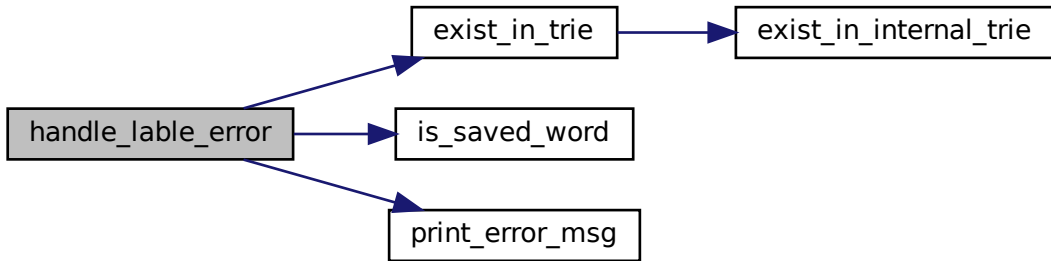 exist_in_trie
exist_in_internal_trie
handle_lable_error
is_saved_word
print_error_msg